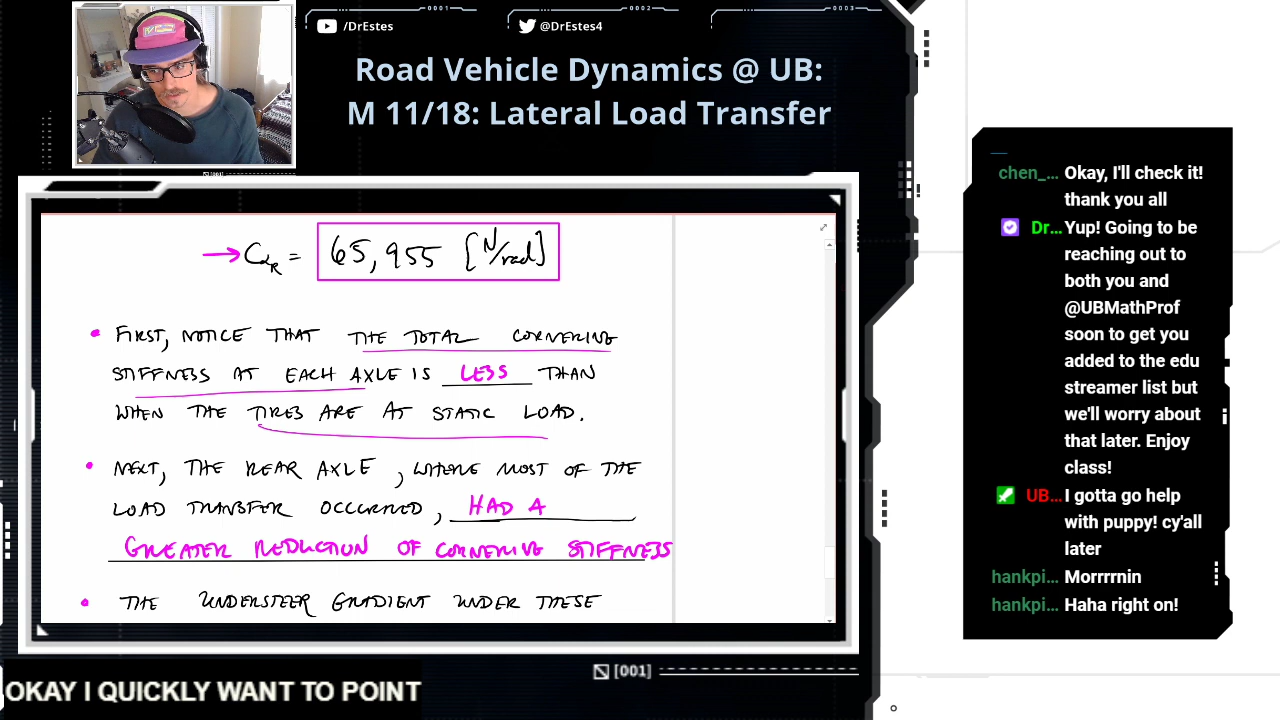 0001
0002
0003
/DrEstes
@DrEstes4
Road Vehicle Dynamics @ UB:
M 11/18: Lateral Load Transfer
[001]
→ CαR = 65,955 [N/rad]
• FIRST, NOTICE THAT THE TOTAL CORNERING
STIFFNESS AT EACH AXLE IS LESS THAN
WHEN THE TIRES ARE AT STATIC LOAD.
• NEXT, THE REAR AXLE, WHERE MOST OF THE
LOAD TRANSFER OCCURRED, HAD A
GREATER REDUCTION OF CORNERING STIFFNESS
• THE UNDERSTEER GRADIENT UNDER THESE
[001]
OKAY I QUICKLY WANT TO POINT
chen_... Okay, I'll check it!
thank you all
Dr... Yup! Going to be
reaching out to
both you and
@UBMathProf
soon to get you
added to the edu
streamer list but
we'll worry about
that later. Enjoy
class!
UB... I gotta go help
with puppy! cy'all
later
hankpi... Morrrrnin
hankpi... Haha right on!